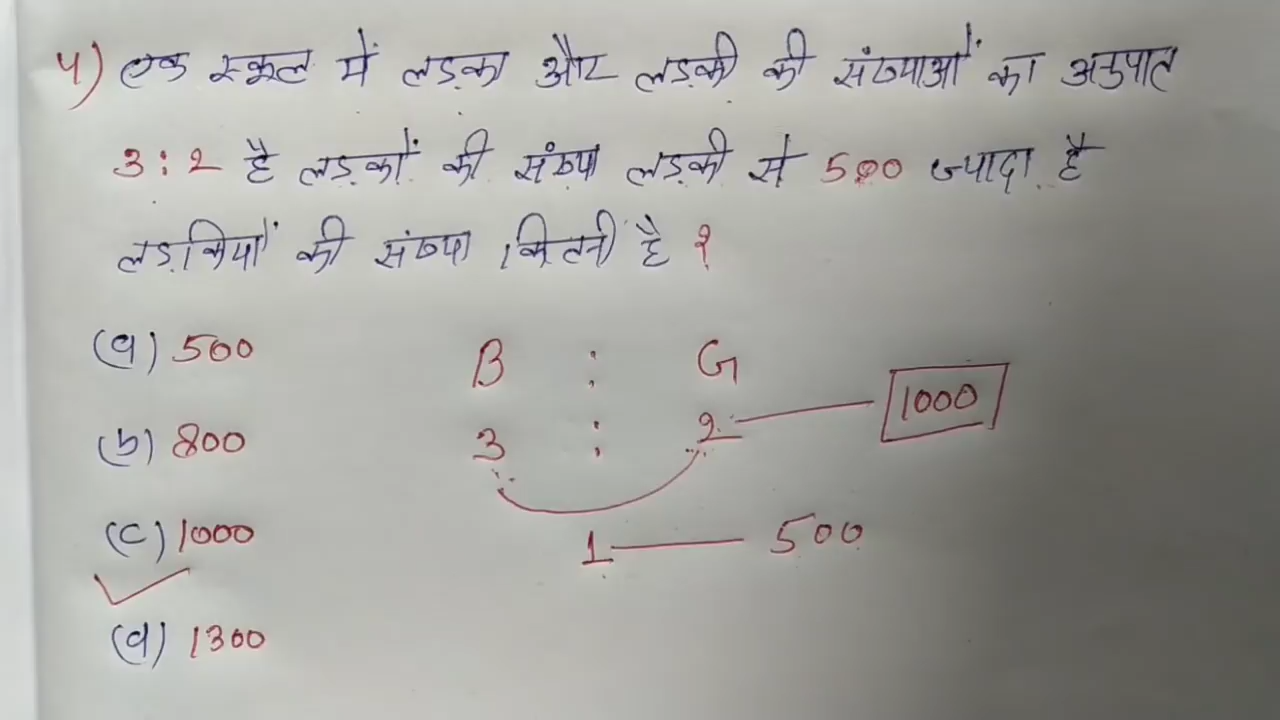 4) एक स्कूल में लड़का और लड़की की संख्याओं का अनुपात
3 : 2 है लड़कों की संख्या लड़की से 500 ज्यादा है
लड़कियों की संख्या कितनी है ?
(a) 500
B : G
1000
(b) 800
3 : 2
(c) 1000
1 — 500
(d) 1300